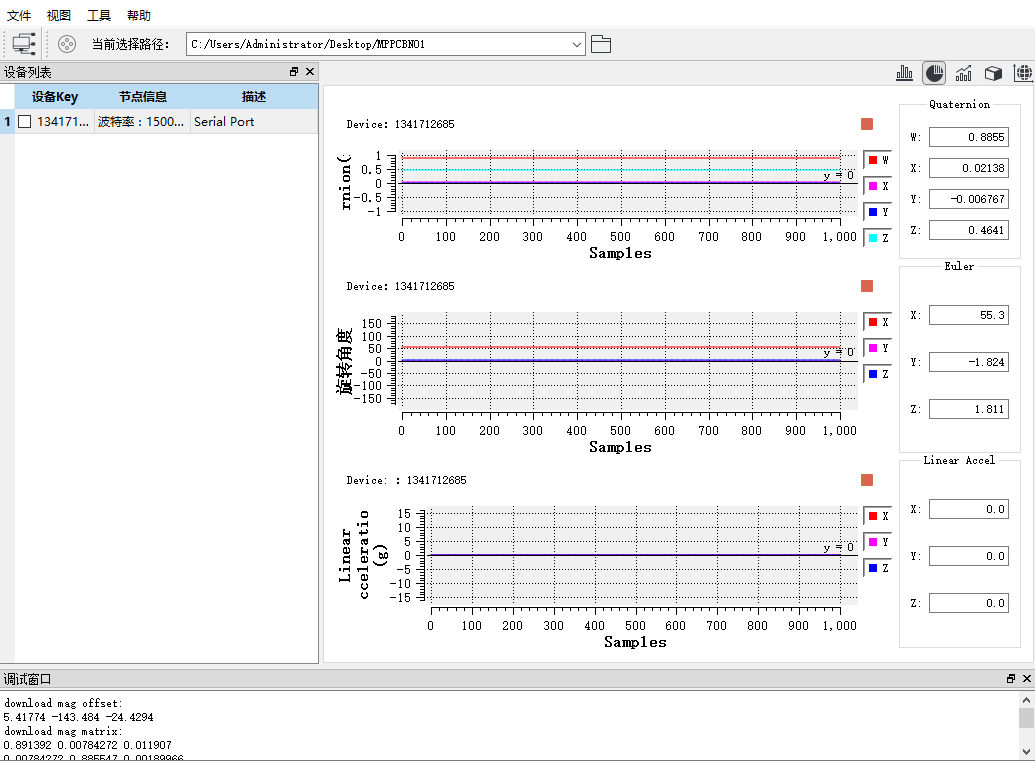 文件 视图 工具 帮助
当前选择路径： C:/Users/Administrator/Desktop/MPPCBNO1
设备列表
设备Key 节点信息 描述
1 134171... 波特率：1500... Serial Port
Device: 1341712685
rnion(
1
0.5
0
-0.5
-1
y = 0
0 100 200 300 400 500 600 700 800 900 1,000
Samples
W
X
Y
Z
Quaternion
W: 0.8855
X: 0.02138
Y: -0.006767
Z: 0.4641
Device: 1341712685
旋转角度
150
100
50
0
-50
-100
-150
y = 0
0 100 200 300 400 500 600 700 800 900 1,000
Samples
X
Y
Z
Euler
X: 55.3
Y: -1.824
Z: 1.811
Device: : 1341712685
Linear
cceleratio
(g)
15
10
5
0
-5
-10
-15
y = 0
0 100 200 300 400 500 600 700 800 900 1,000
Samples
X
Y
Z
Linear Accel
X: 0.0
Y: 0.0
Z: 0.0
调试窗口
download mag offset:
5.41774 -143.484 -24.4294
download mag matrix:
0.891392 0.00784272 0.011907
0.00784272 0.885547 0.00189966